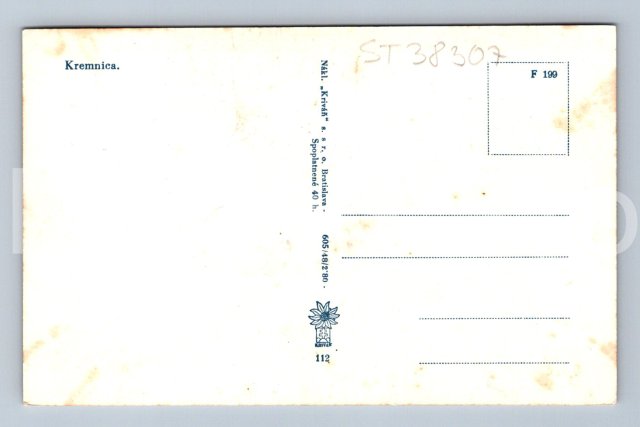 Kremnica.
ST 38307
F 199
Nákl. „Kriváň" s. s r. o. Bratislava · 605/48/2'80 ·
Spoplatnené 40 h.
112